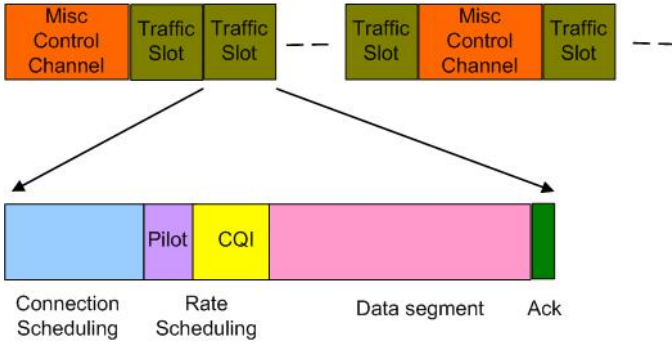 Misc
Control
Channel
Traffic
Slot
Traffic
Slot
Traffic
Slot
Misc
Control
Channel
Traffic
Slot
Pilot
CQI
Connection
Scheduling
Rate
Scheduling
Data segment
Ack